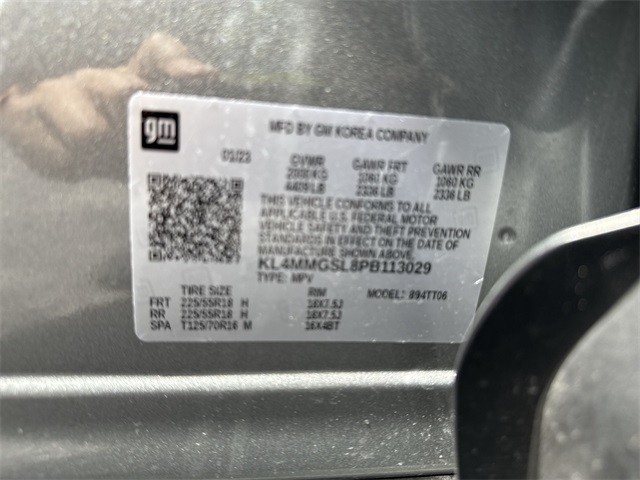 gm
MFD BY GM KOREA COMPANY
01/23 GVWR GAWR FRT GAWR RR
2000 KG 1060 KG 1060 KG
4409 LB 2336 LB 2336 LB
THIS VEHICLE CONFORMS TO ALL
APPLICABLE U.S. FEDERAL MOTOR
VEHICLE SAFETY AND THEFT
PREVENTION STANDARDS IN
EFFECT ON THE DATE OF
MANUFACTURE SHOWN ABOVE.
KL4MMGSL8PB113029
TYPE: MPV
TIRE SIZE RIM MODEL: 894TT06
FRT 225/55R18 H 18X7.5J
RR 225/55R18 H 18X7.5J
SPA T125/70R16 M 16X4BT